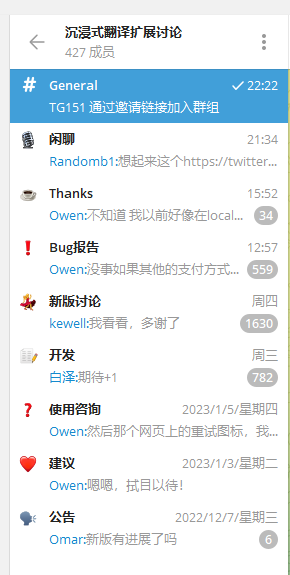 沉浸式翻译扩展讨论
427 成员
# General 22:22
TG151 通过邀请链接加入群组
闲聊 21:34
Randomb1:想起来这个https://twitter...
Thanks 15:52
Owen:不知道 我以前好像在local... 34
Bug报告 12:57
Owen:没事如果其他的支付方式... 559
新版讨论 周四
kewell:我看看，多谢了 1630
开发 周三
白泽:期待+1 782
使用咨询 2023/1/5/星期四
Owen:然后那个网页上的重试图标，我...
建议 2023/1/3/星期二
Owen:嗯嗯，拭目以待！
公告 2022/12/7/星期三
Omar:新版有进展了吗 6